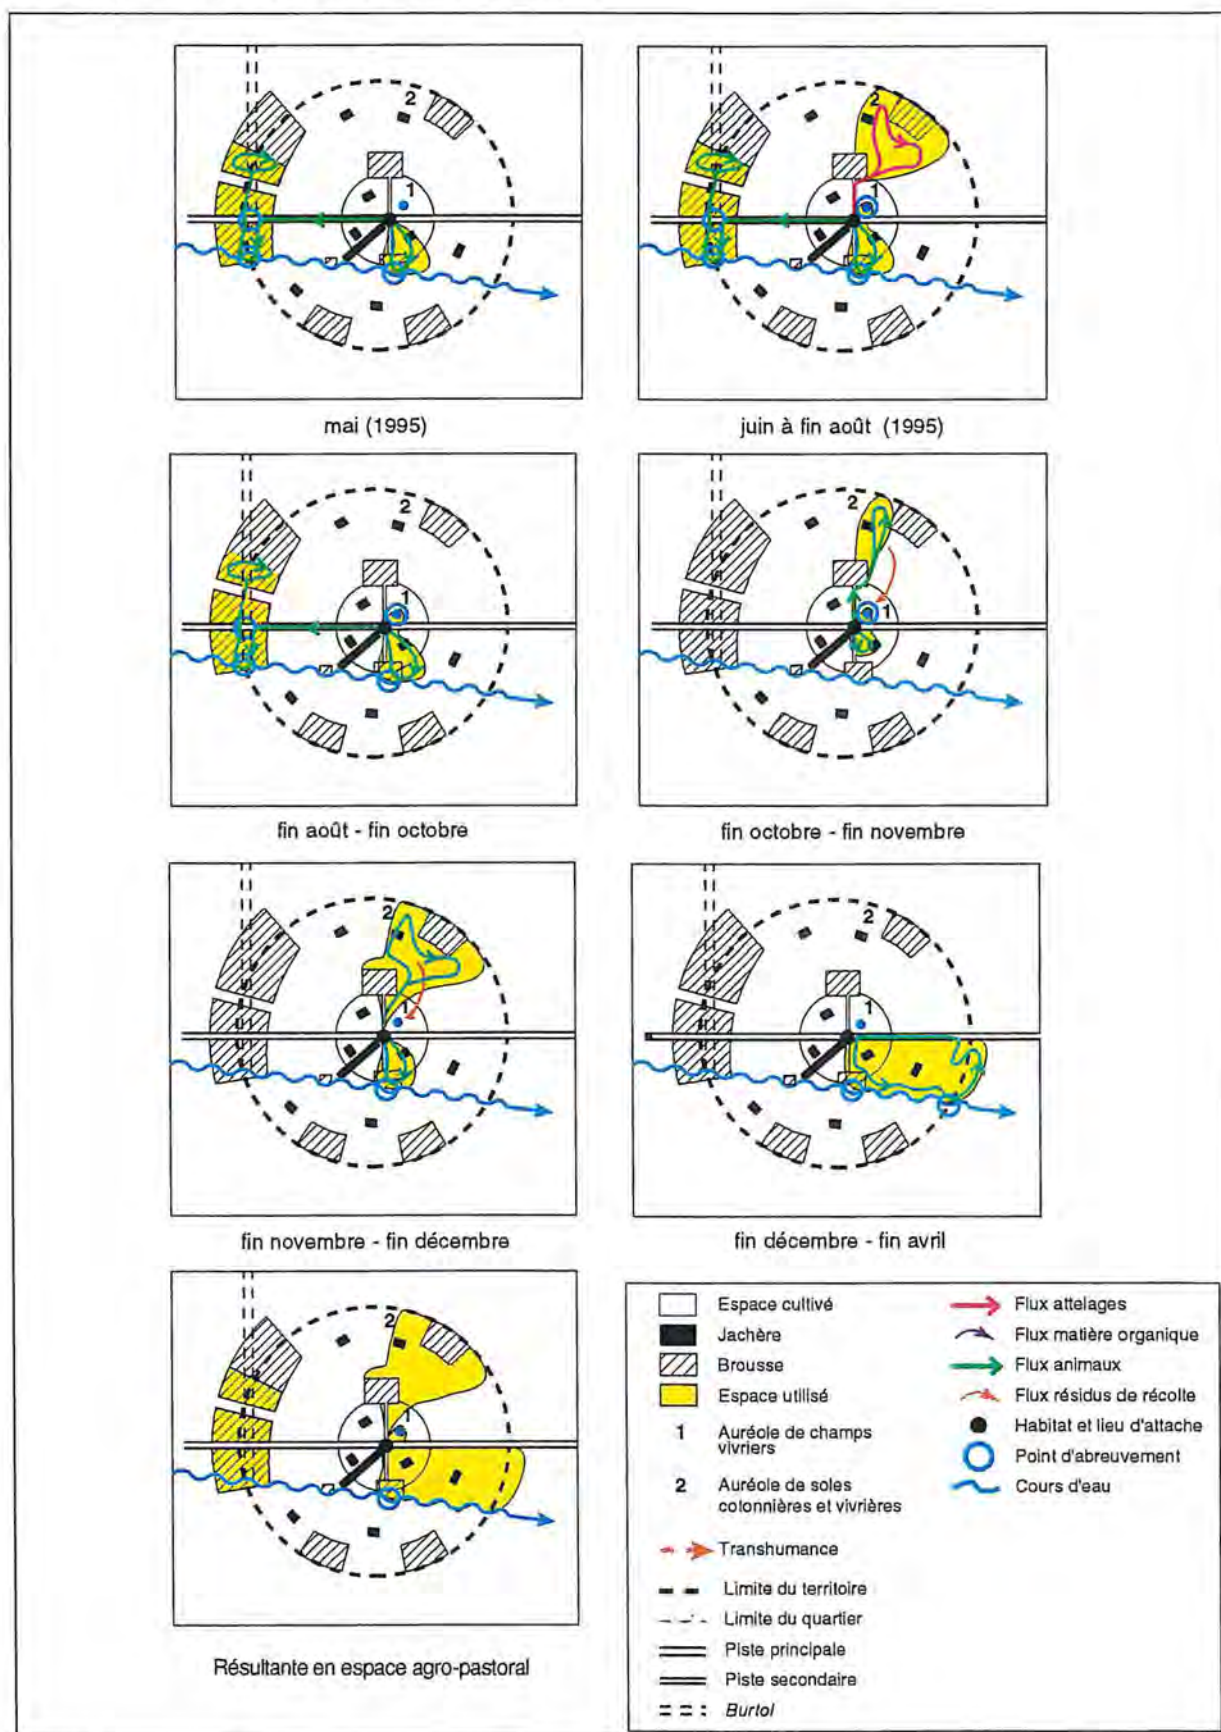 2
1
mai (1995)
2
1
juin à fin août (1995)
2
1
fin août - fin octobre
2
1
fin octobre - fin novembre
2
1
fin novembre - fin décembre
2
1
fin décembre - fin avril
2
1
Résultante en espace agro-pastoral
Espace cultivé
Jachère
Brousse
Espace utilisé
1 Auréole de champs
vivriers
2 Auréole de soles
cotonnières et vivrières
Transhumance
Limite du territoire
Limite du quartier
Piste principale
Piste secondaire
Burtol
Flux attelages
Flux matière organique
Flux animaux
Flux résidus de récolte
Habitat et lieu d'attache
Point d'abreuvement
Cours d'eau